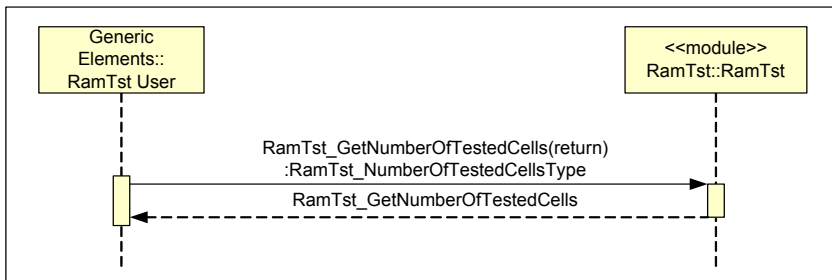 Generic
Elements::
RamTst User
<<module>>
RamTst::RamTst
RamTst_GetNumberOfTestedCells(return)
:RamTst_NumberOfTestedCellsType
RamTst_GetNumberOfTestedCells